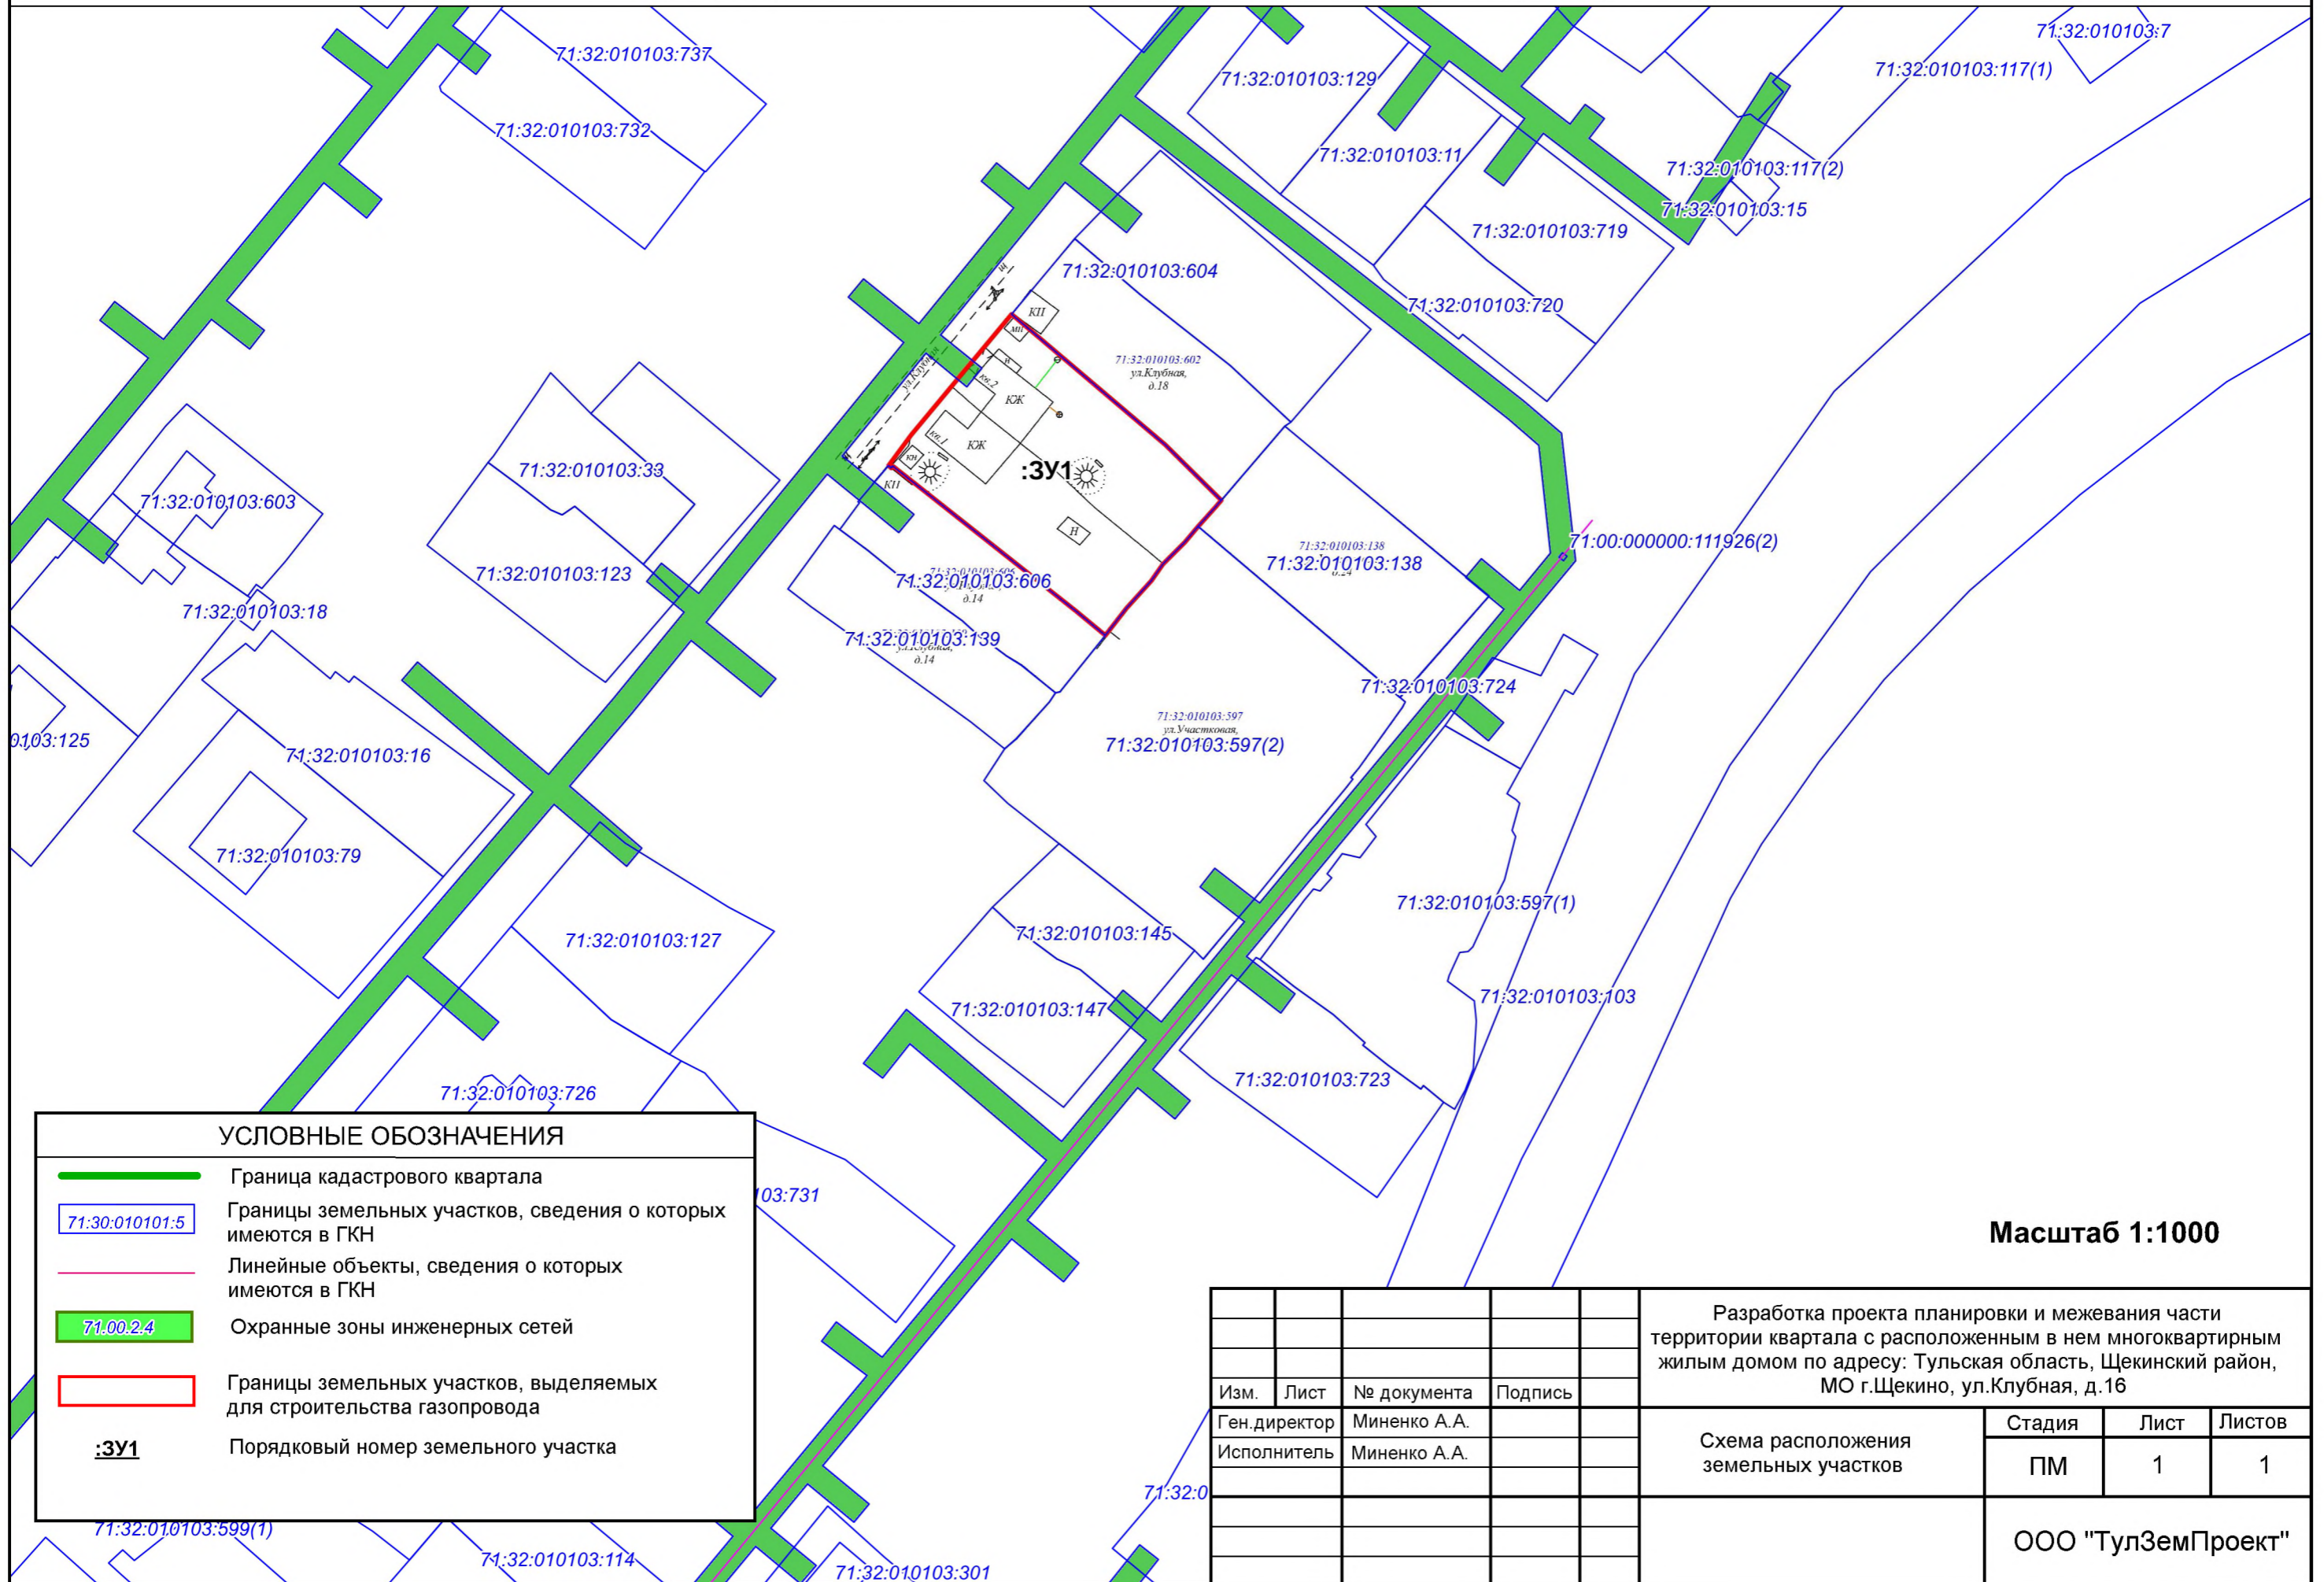 71:32:010103:737
71:32:010103:7
71:32:010103:117(1)
71:32:010103:129
71:32:010103:732
71:32:010103:11
71:32:010103:117(2)
71:32:010103:15
71:32:010103:719
71:32:010103:604
71:32:010103:720
КП
мп
71:32:010103:602
ул.Клубная,
д.18
ул.Клубная
н
кв.2
КЖ
кв.1
КЖ
кн
:ЗУ1
КП
Н
71:32:010103:33
71:32:010103:603
71:32:010103:123
71:32:010103:18
71:00:000000:111926(2)
71:32:010103:138
71:32:010103:138
71:32:010103:606
д.14
71:32:010103:139
ул.Клубная,
д.14
71:32:010103:724
71:32:010103:597
ул.Участковая,
71:32:010103:597(2)
0103:125
71:32:010103:16
71:32:010103:79
71:32:010103:597(1)
71:32:010103:127
71:32:010103:145
71:32:010103:147
71:32:010103:103
71:32:010103:723
71:32:010103:726
03:731
УСЛОВНЫЕ ОБОЗНАЧЕНИЯ
Граница кадастрового квартала
71:30:010101:5
Границы земельных участков, сведения о которых
имеются в ГКН
Линейные объекты, сведения о которых
имеются в ГКН
71.00.2.4
Охранные зоны инженерных сетей
Границы земельных участков, выделяемых
для строительства газопровода
:ЗУ1
Порядковый номер земельного участка
71:32:010103:599(1)
71:32:010103:114
71:32:010103:301
71:32:0
Масштаб 1:1000
Разработка проекта планировки и межевания части
территории квартала с расположенным в нем многоквартирным
жилым домом по адресу: Тульская область, Щекинский район,
МО г.Щекино, ул.Клубная, д.16
Изм. Лист № документа Подпись
Ген.директор Миненко А.А.
Исполнитель Миненко А.А.
Схема расположения
земельных участков
Стадия Лист Листов
ПМ 1 1
ООО "ТулЗемПроект"